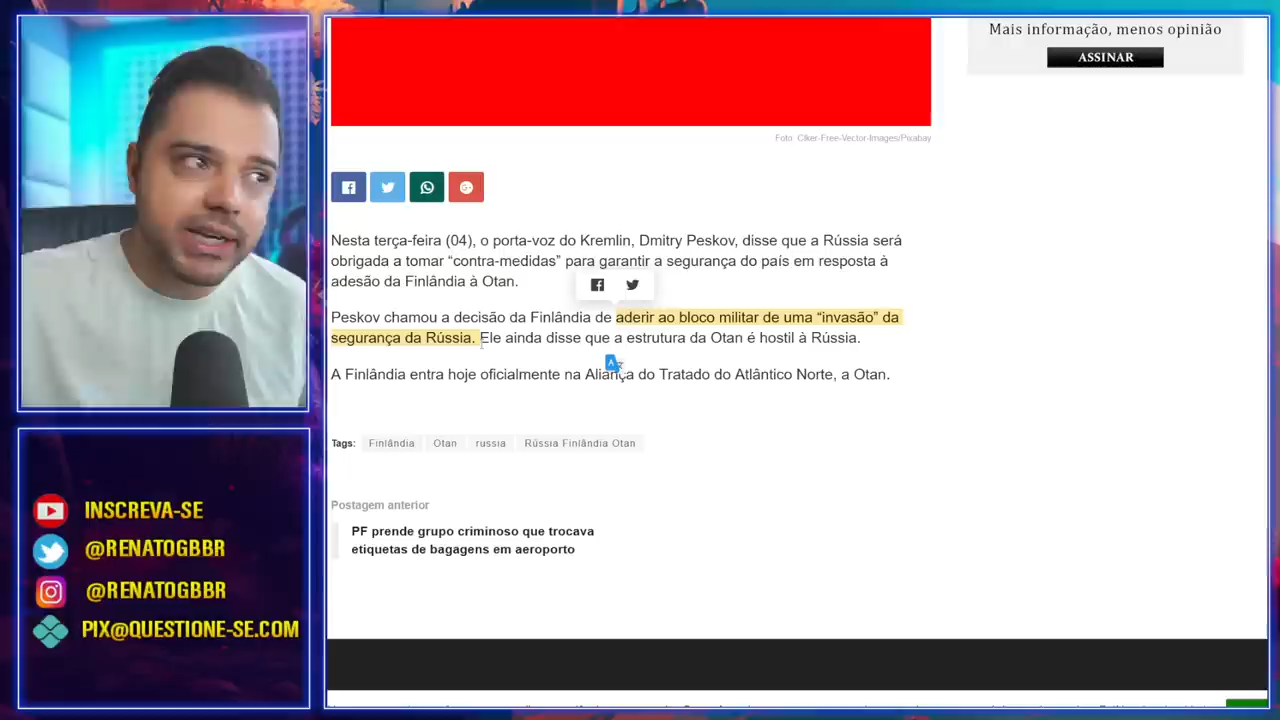 Mais informação, menos opinião
ASSINAR
Foto Clker-Free-Vector-Images/Pixabay
Nesta terça-feira (04), o porta-voz do Kremlin, Dmitry Peskov, disse que a Rússia será
obrigada a tomar “contra-medidas” para garantir a segurança do país em resposta à
adesão da Finlândia à Otan.
Peskov chamou a decisão da Finlândia de aderir ao bloco militar de uma “invasão” da
segurança da Rússia. Ele ainda disse que a estrutura da Otan é hostil à Rússia.
A Finlândia entra hoje oficialmente na Aliança do Tratado do Atlântico Norte, a Otan.
Tags: Finlândia Otan russia Rússia Finlândia Otan
Postagem anterior
PF prende grupo criminoso que trocava
etiquetas de bagagens em aeroporto
INSCREVA-SE
@RENATOGBBR
@RENATOGBBR
PIX@QUESTIONE-SE.COM